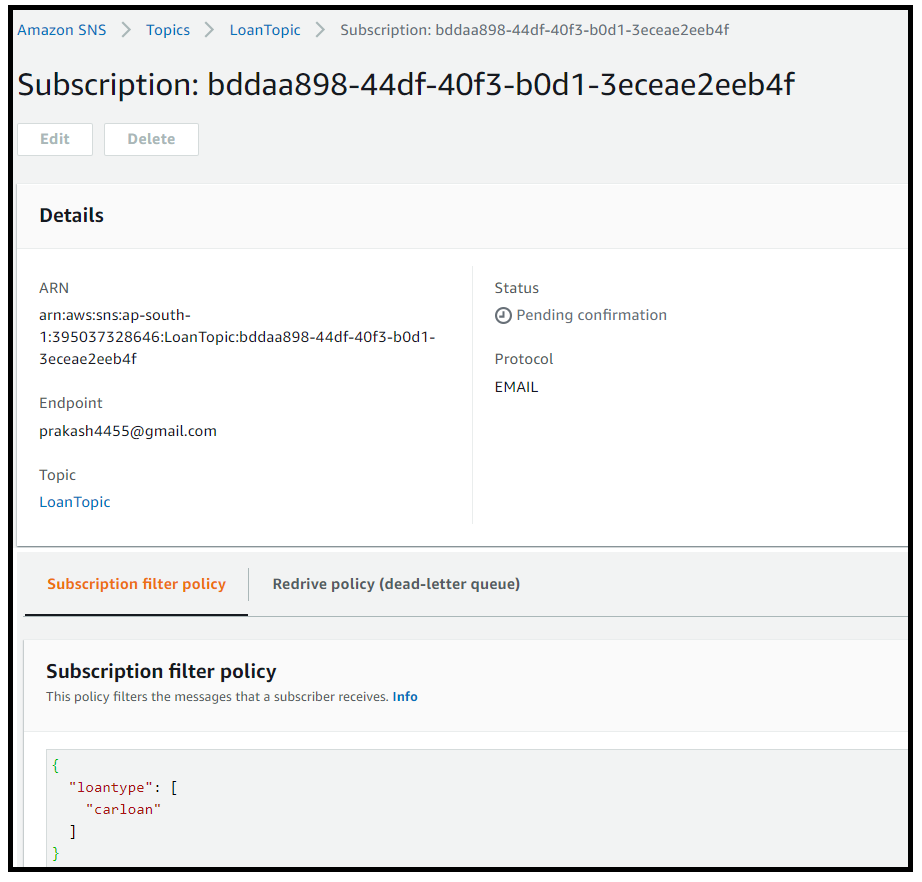 Amazon SNS > Topics > LoanTopic > Subscription: bddaa898-44df-40f3-b0d1-3eceae2eeb4f
Subscription: bddaa898-44df-40f3-b0d1-3eceae2eeb4f
Edit Delete
Details
ARN
arn:aws:sns:ap-south-
1:395037328646:LoanTopic:bddaa898-44df-40f3-b0d1-
3eceae2eeb4f
Endpoint
prakash4455@gmail.com
Topic
LoanTopic
Status
Pending confirmation
Protocol
EMAIL
Subscription filter policy Redrive policy (dead-letter queue)
Subscription filter policy
This policy filters the messages that a subscriber receives. Info
{
"loantype": [
"carloan"
]
}